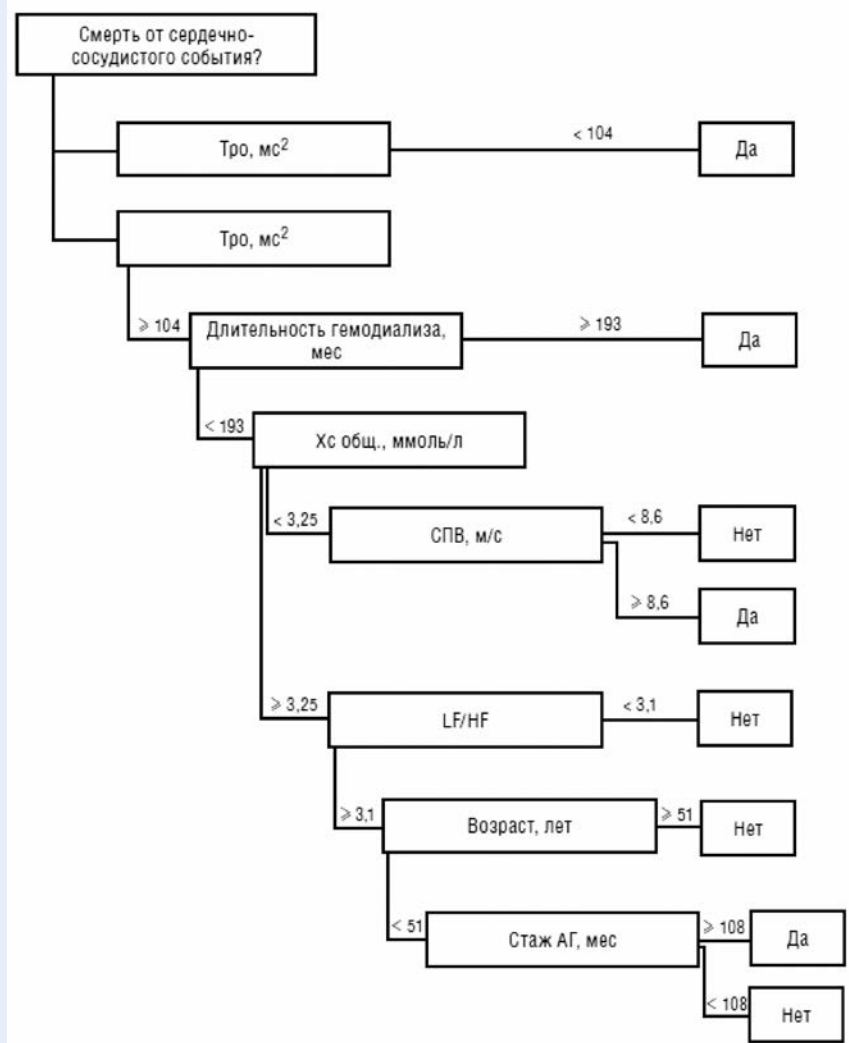 Смерть от сердечно-
сосудистого события?
Тро, мс²
< 104
Да
Тро, мс²
⩾ 104
Длительность гемодиализа,
мес
⩾ 193
Да
< 193
Хс общ., ммоль/л
< 3,25
СПВ, м/с
< 8,6
Нет
⩾ 8,6
Да
⩾ 3,25
LF/HF
< 3,1
Нет
⩾ 3,1
Возраст, лет
⩾ 51
Нет
< 51
Стаж АГ, мес
⩾ 108
Да
< 108
Нет